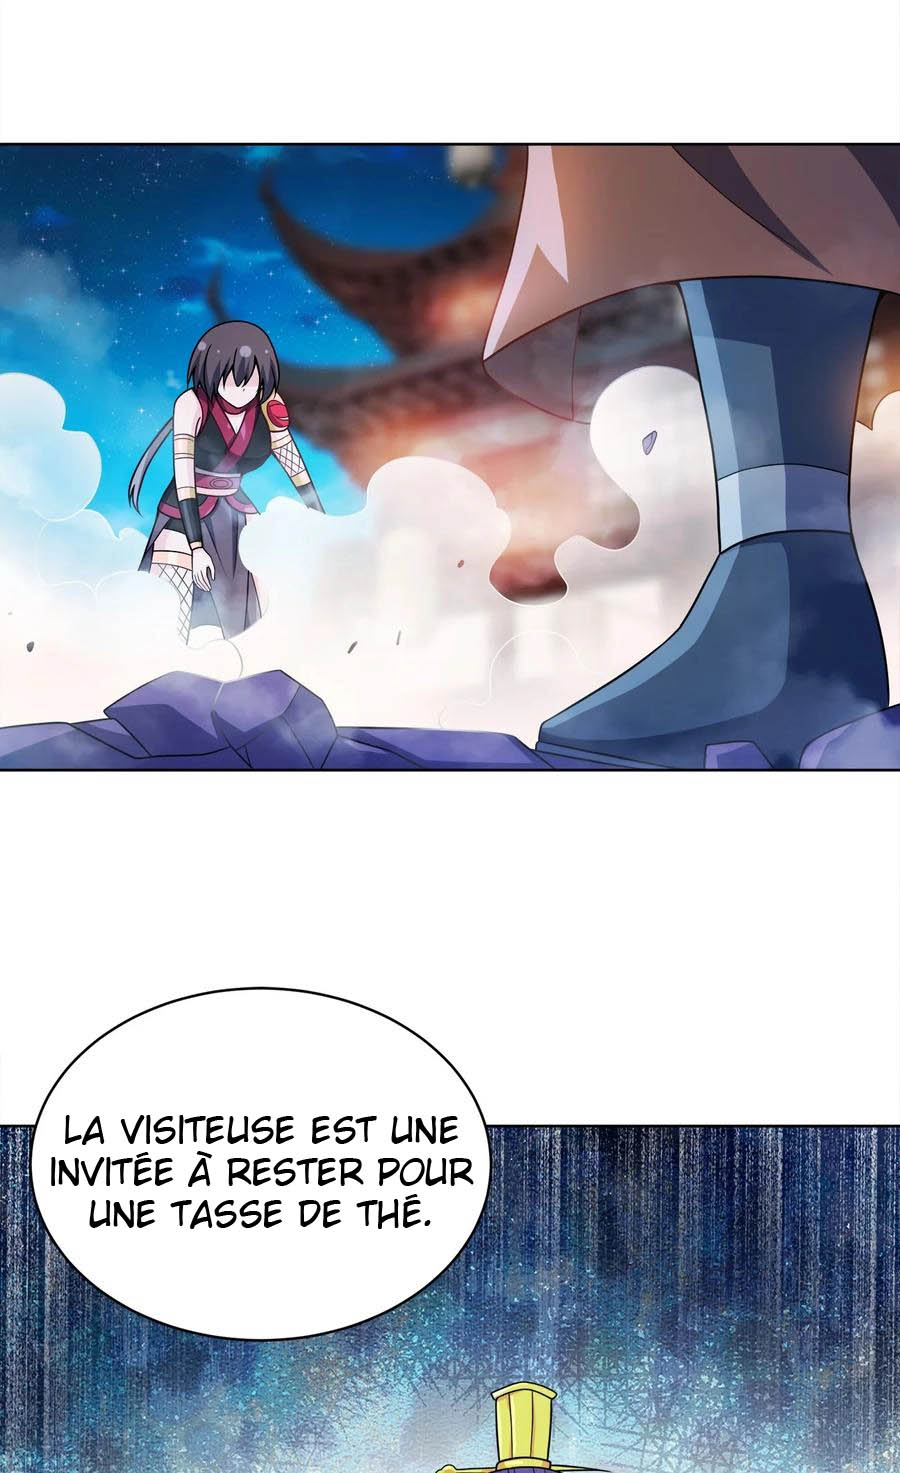 LA VISITEUSE EST UNE
INVITÉE À RESTER POUR
UNE TASSE DE THÉ.